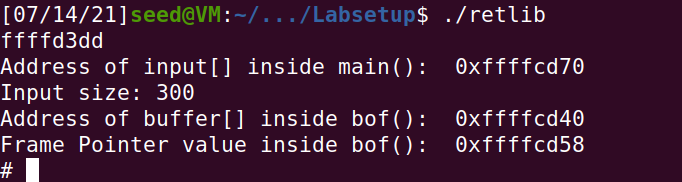 [07/14/21]seed@VM:~/.../Labsetup$ ./retlib
ffffd3dd
Address of input[] inside main():  0xffffcd70
Input size: 300
Address of buffer[] inside bof():  0xffffcd40
Frame Pointer value inside bof():  0xffffcd58
#